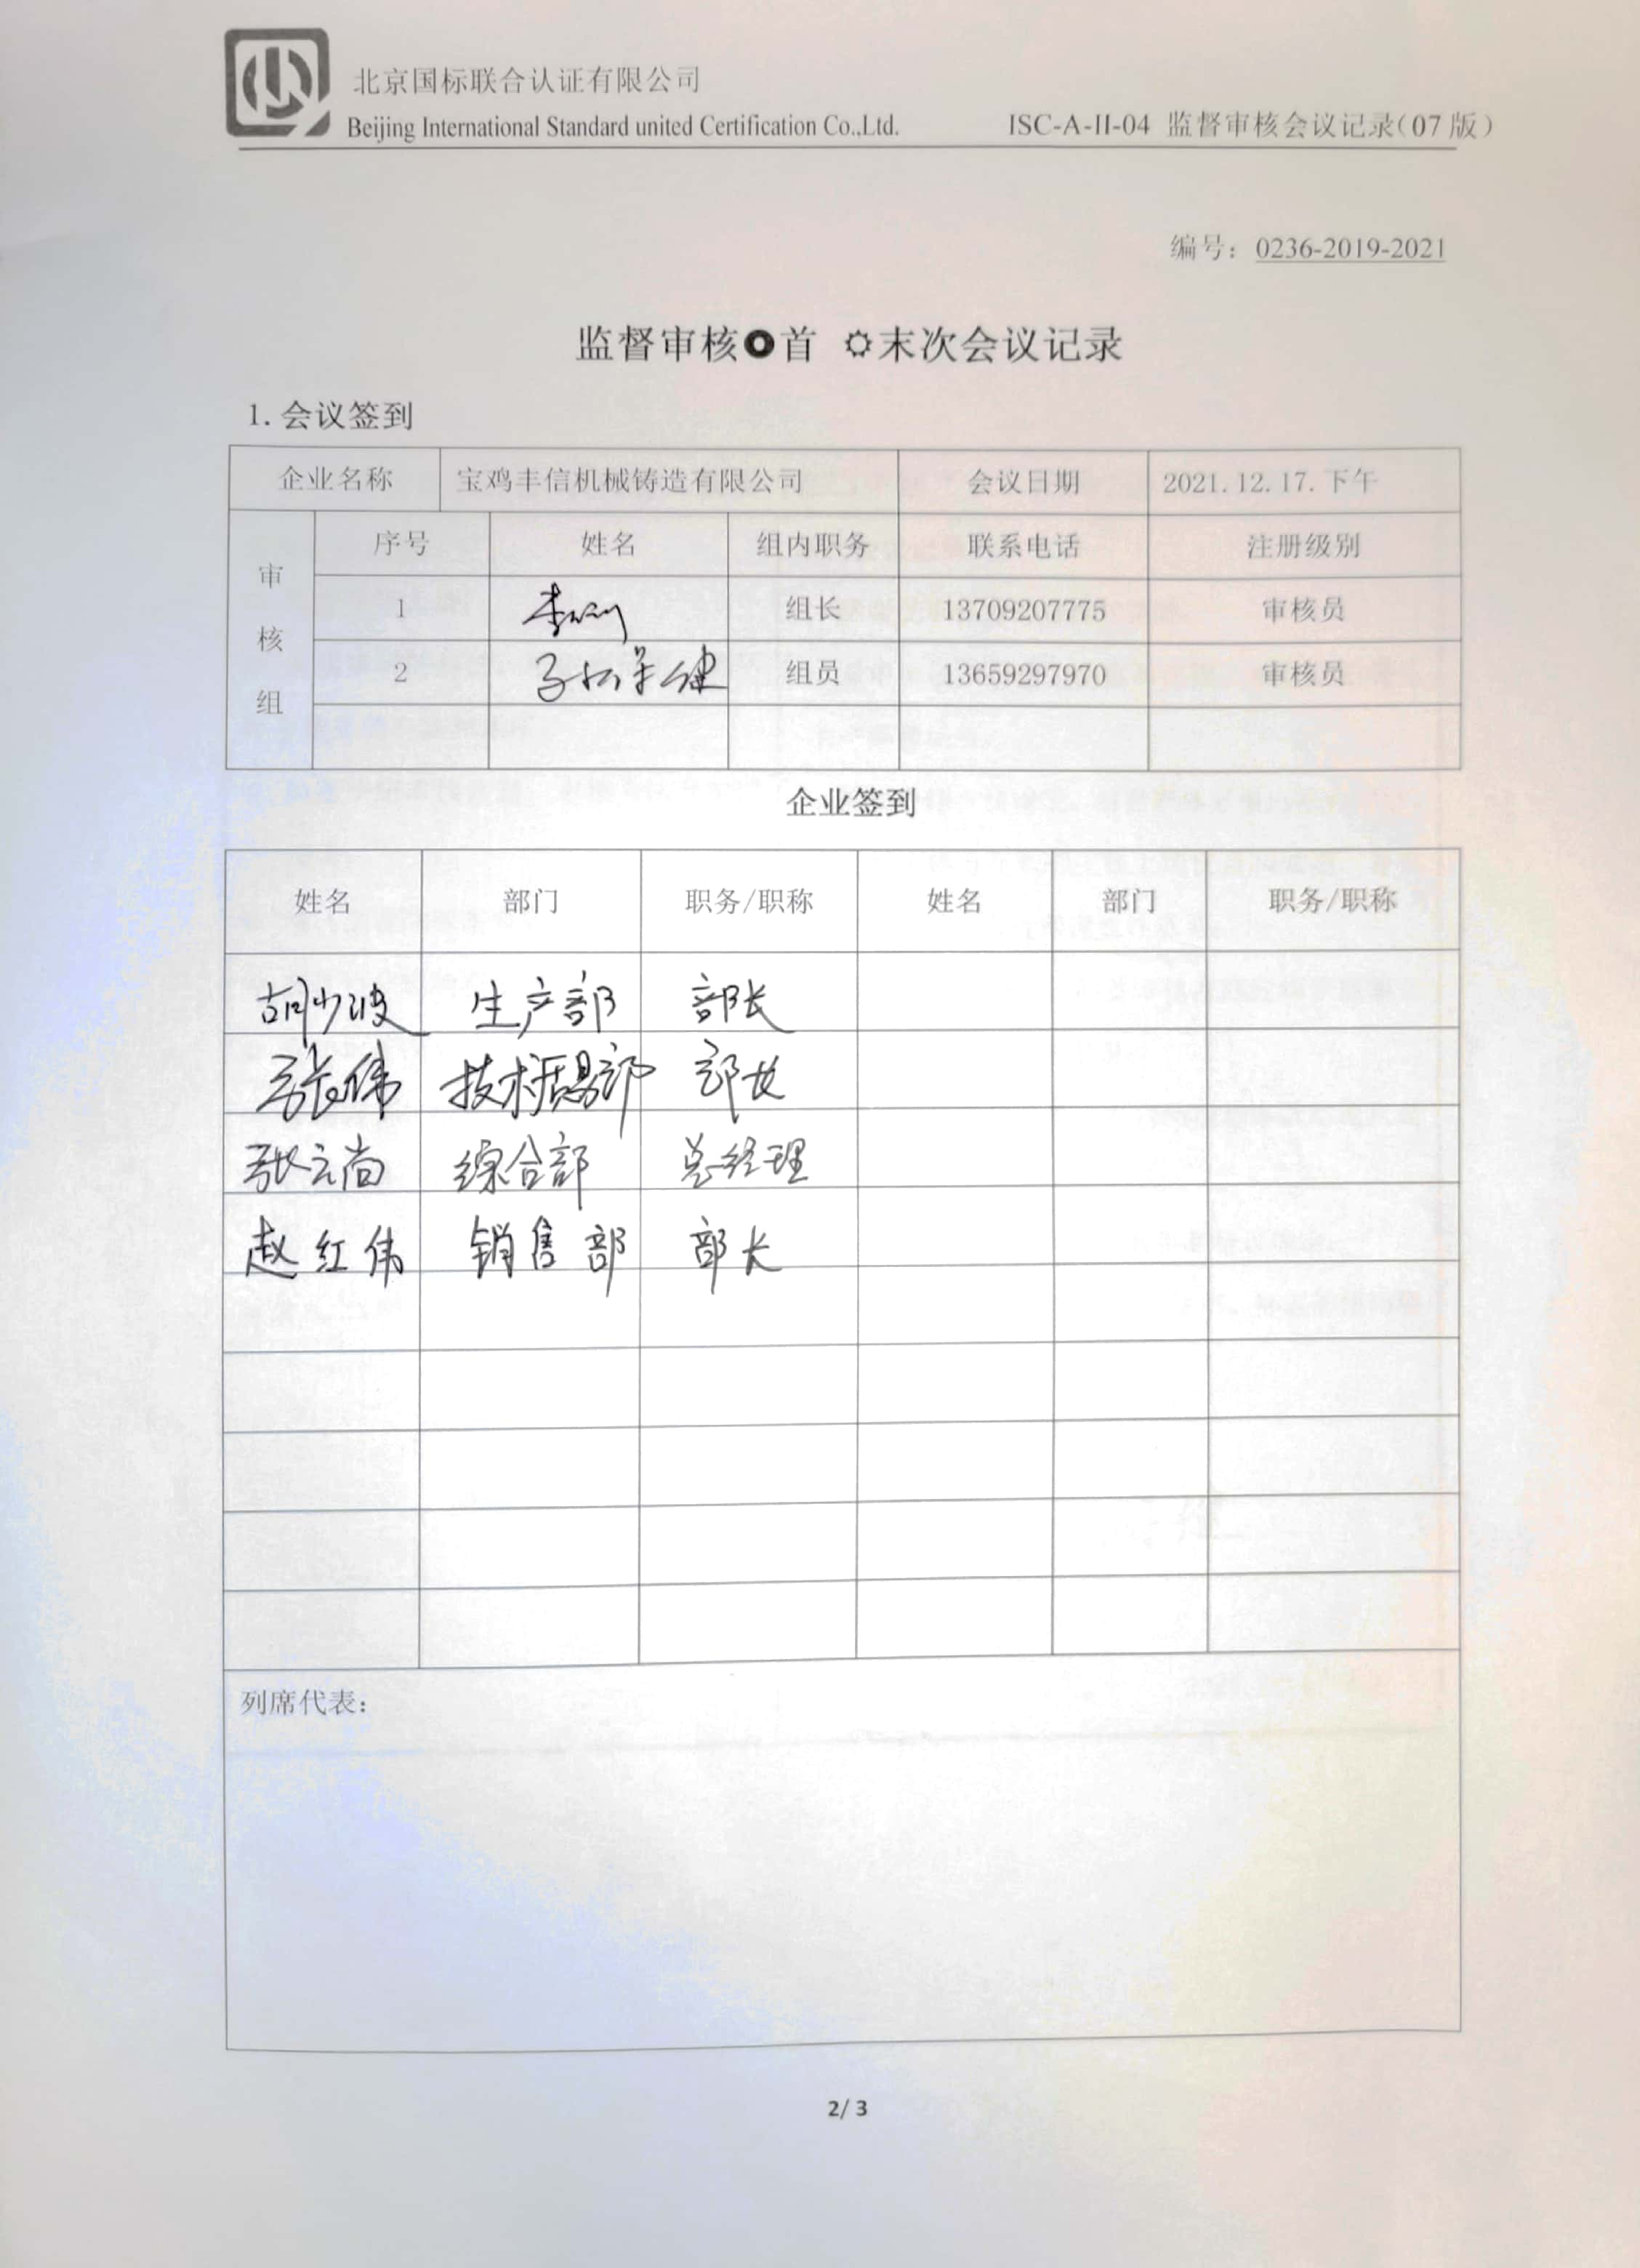 北京国标联合认证有限公司
Beijing International Standard united Certification Co.,Ltd. ISC-A-II-04 监督审核会议记录(07版)
编号：0236-2019-2021
监督审核首 末次会议记录
1. 会议签到
企业名称 宝鸡丰信机械铸造有限公司 会议日期 2021.12.17.下午
审核组 序号 姓名 组内职务 联系电话 注册级别
1 组长 13709207775 审核员
2 组员 13659297970 审核员
企业签到
姓名 部门 职务/职称 姓名 部门 职务/职称
胡少波 生产部 部长
张伟 技术质量部 部长
张云尚 综合部 总经理
赵红伟 销售部 部长
列席代表：
2/ 3